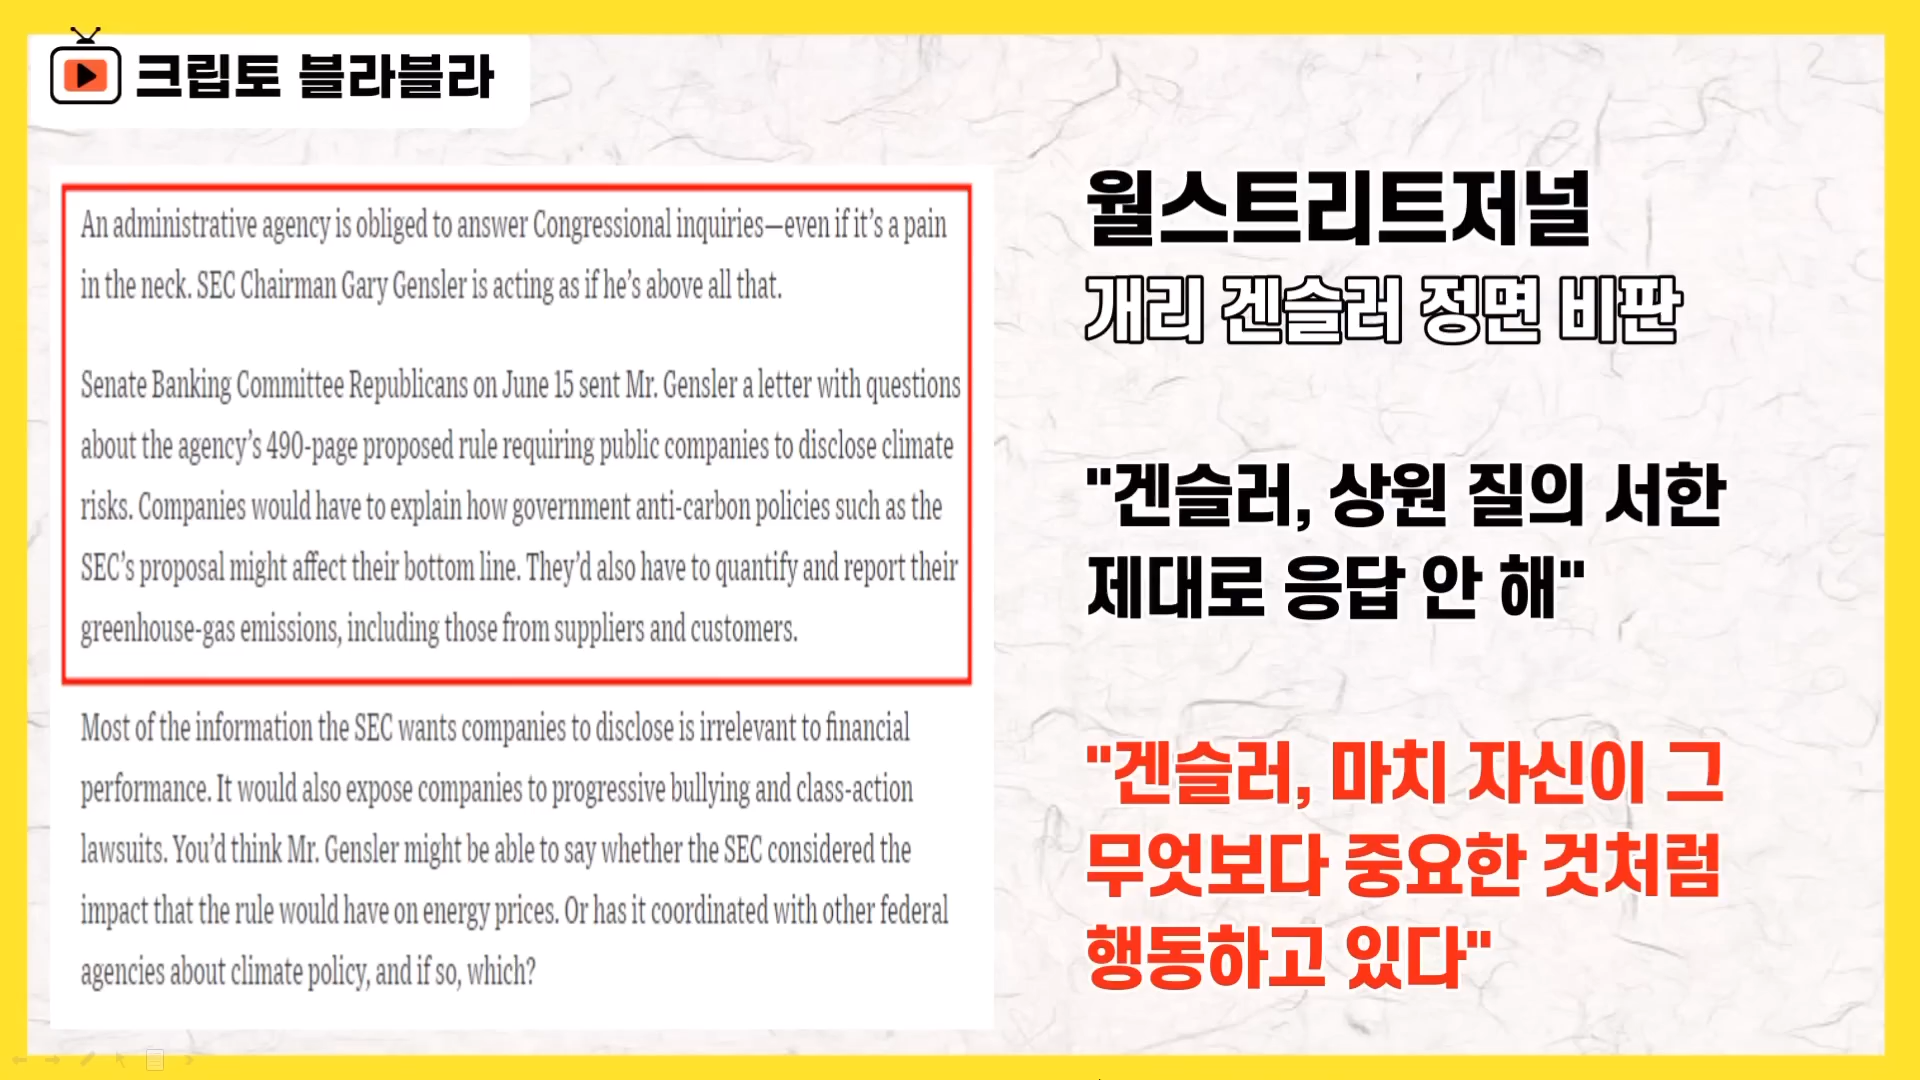 크립토 블라블라
An administrative agency is obliged to answer Congressional inquiries—even if it’s a pain
in the neck. SEC Chairman Gary Gensler is acting as if he’s above all that.
Senate Banking Committee Republicans on June 15 sent Mr. Gensler a letter with questions
about the agency’s 490-page proposed rule requiring public companies to disclose climate
risks. Companies would have to explain how government anti-carbon policies such as the
SEC’s proposal might affect their bottom line. They’d also have to quantify and report their
greenhouse-gas emissions, including those from suppliers and customers.
Most of the information the SEC wants companies to disclose is irrelevant to financial
performance. It would also expose companies to progressive bullying and class-action
lawsuits. You’d think Mr. Gensler might be able to say whether the SEC considered the
impact that the rule would have on energy prices. Or has it coordinated with other federal
agencies about climate policy, and if so, which?
월스트리트저널
개리 겐슬러 정면 비판
"겐슬러, 상원 질의 서한
제대로 응답 안 해"
"겐슬러, 마치 자신이 그
무엇보다 중요한 것처럼
행동하고 있다"